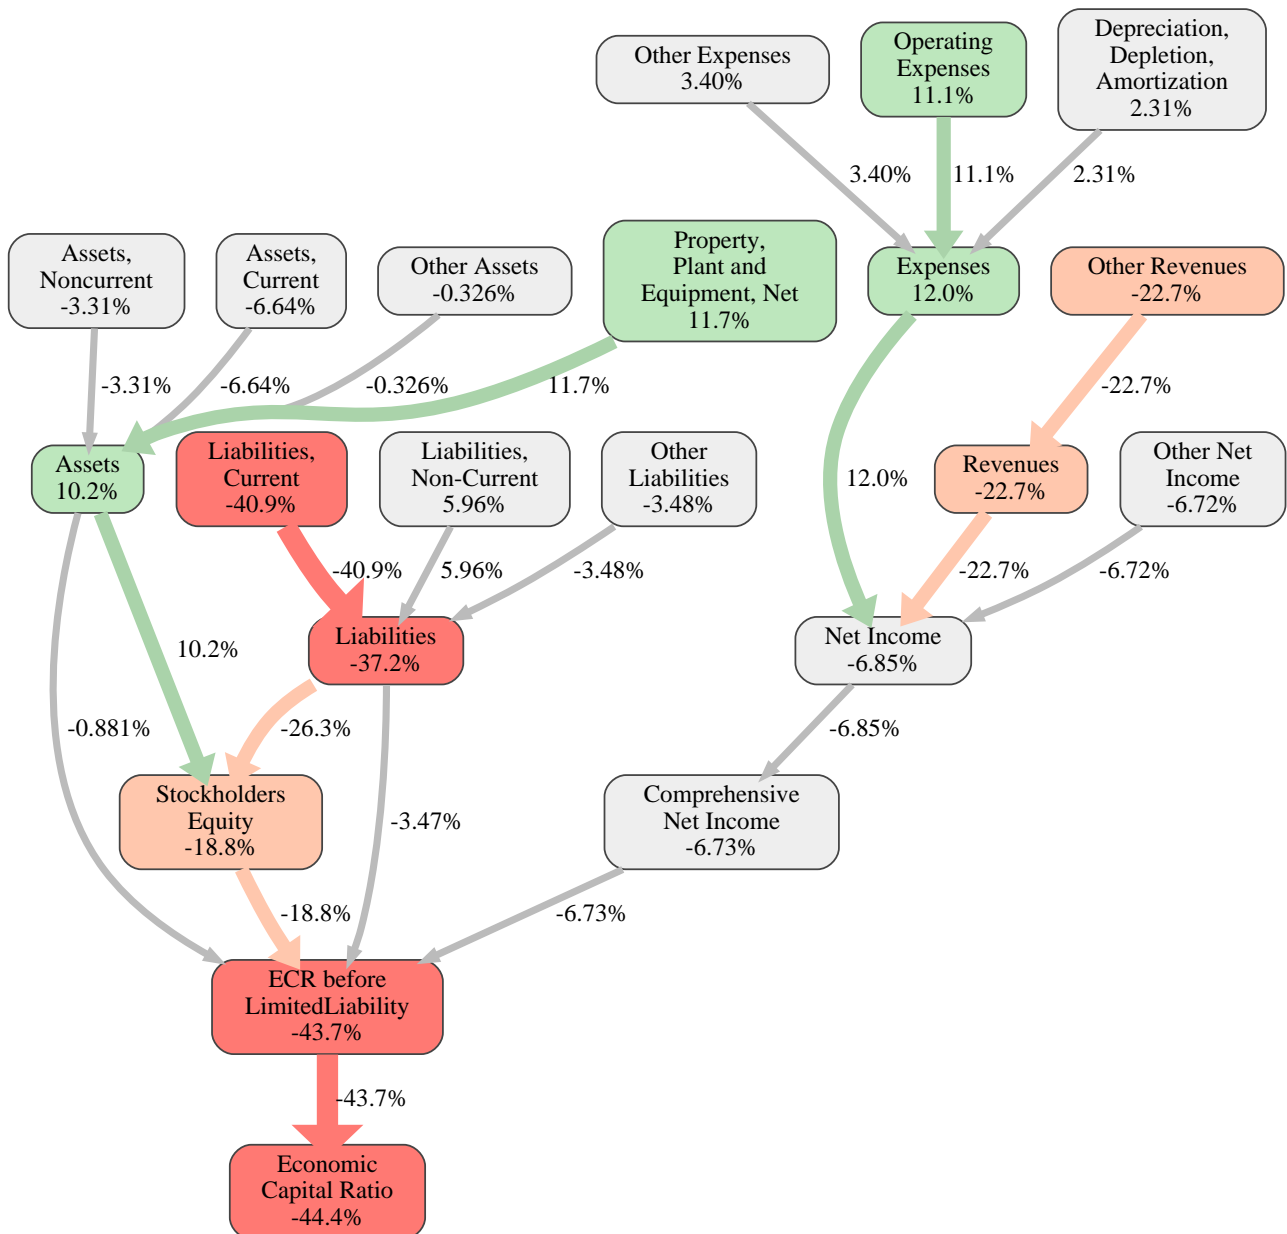 Other Expenses
3.40%
Operating
Expenses
11.1%
Depreciation,
Depletion,
Amortization
2.31%
3.40%
11.1%
2.31%
Assets,
Noncurrent
-3.31%
Assets,
Current
-6.64%
Other Assets
-0.326%
Property,
Plant and
Equipment, Net
11.7%
Expenses
12.0%
Other Revenues
-22.7%
-3.31%
-6.64%
-0.326%
11.7%
-22.7%
Assets
10.2%
Liabilities,
Current
-40.9%
Liabilities,
Non-Current
5.96%
Other
Liabilities
-3.48%
12.0%
Revenues
-22.7%
Other Net
Income
-6.72%
-40.9%
5.96%
-3.48%
-22.7%
-6.72%
10.2%
Liabilities
-37.2%
Net Income
-6.85%
-0.881%
-26.3%
-6.85%
Stockholders
Equity
-18.8%
-3.47%
Comprehensive
Net Income
-6.73%
-18.8%
-6.73%
ECR before
LimitedLiability
-43.7%
-43.7%
Economic
Capital Ratio
-44.4%